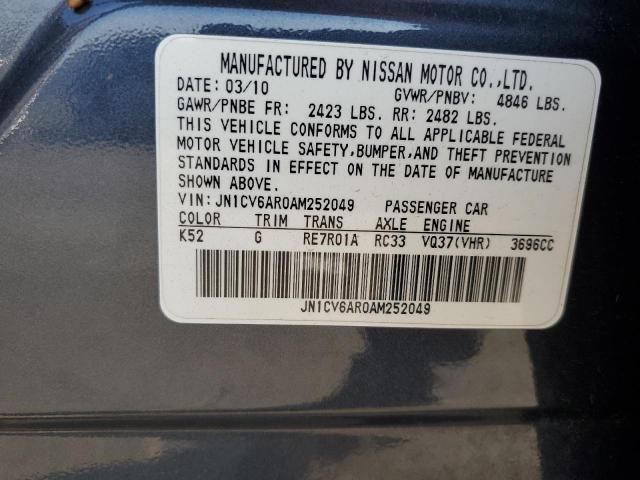 MANUFACTURED BY NISSAN MOTOR CO.,LTD.
DATE: 03/10 GVWR/PNBV: 4846 LBS.
GAWR/PNBE FR: 2423 LBS. RR: 2482 LBS.
THIS VEHICLE CONFORMS TO ALL APPLICABLE FEDERAL
MOTOR VEHICLE SAFETY,BUMPER,AND THEFT PREVENTION
STANDARDS IN EFFECT ON THE DATE OF MANUFACTURE
SHOWN ABOVE.
VIN:JN1CV6AR0AM252049 PASSENGER CAR
COLOR TRIM TRANS AXLE ENGINE
K52 G RE7R01A RC33 VQ37(VHR) 3696CC
JN1CV6AR0AM252049